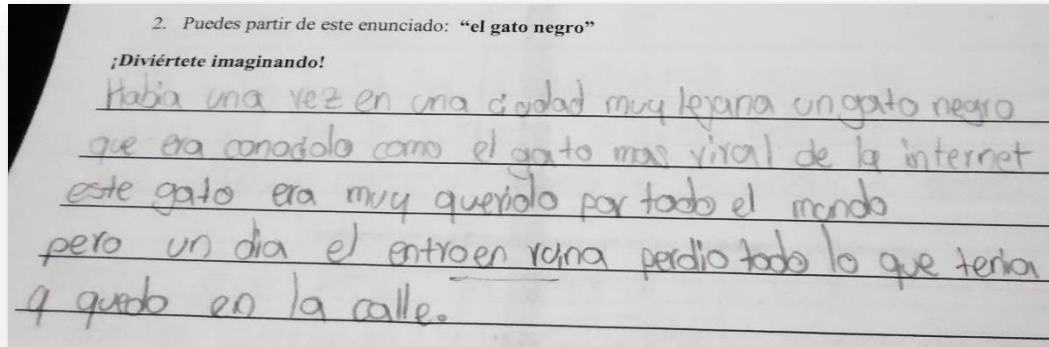 2. Puedes partir de este enunciado: “el gato negro”
¡Diviértete imaginando!
Habia una vez en una ciudad muy lejana un gato negro
que era conocido como el gato mas viral de la internet
este gato era muy querido por todo el mundo
pero un dia el entro en ruina perdio todo lo que tenia
y quedo en la calle.